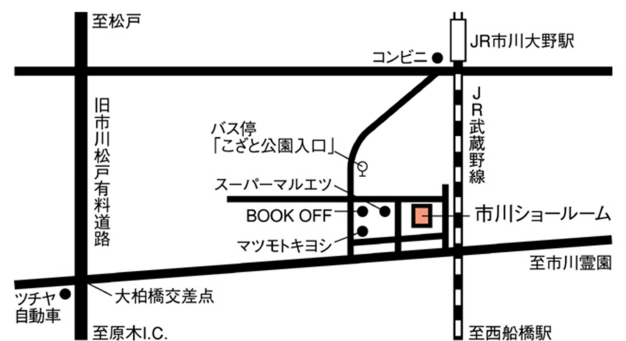 至松戸
JR市川大野駅
コンビニ
旧市川松戸有料道路
JR武蔵野線
バス停
「こざと公園入口」
スーパーマルエツ
BOOK OFF
市川ショールーム
マツモトキヨシ
至市川霊園
ツチヤ
自動車
大柏橋交差点
至原木I.C.
至西船橋駅